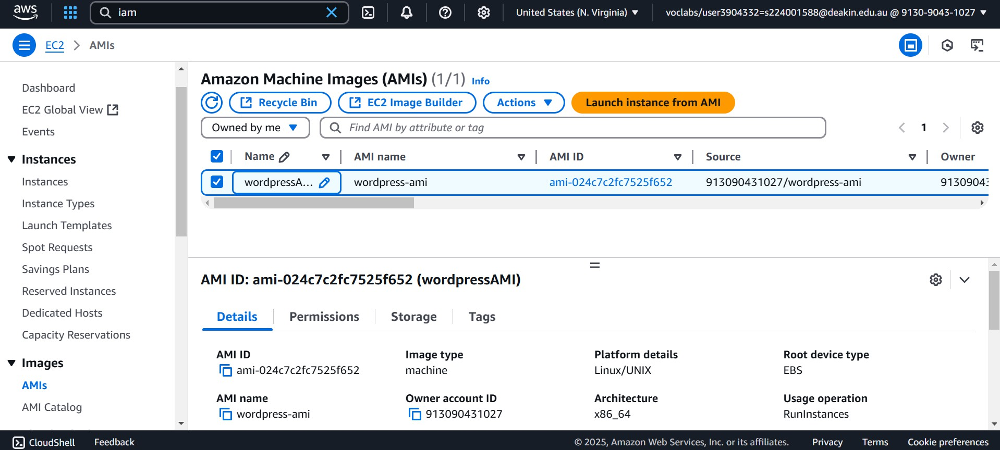 aws
iam
United States (N. Virginia)
voclabs/user3904332=s224001588@deakin.edu.au @ 9130-9043-1027
EC2
AMIs
Dashboard
EC2 Global View
Events
Instances
Instances
Instance Types
Launch Templates
Spot Requests
Savings Plans
Reserved Instances
Dedicated Hosts
Capacity Reservations
Images
AMIs
AMI Catalog
Amazon Machine Images (AMIs) (1/1) Info
Recycle Bin
EC2 Image Builder
Actions
Launch instance from AMI
Owned by me
Find AMI by attribute or tag
1
Name AMI name AMI ID Source Owner
wordpressA... wordpress-ami ami-024c7c2fc7525f652 913090431027/wordpress-ami 9130904
AMI ID: ami-024c7c2fc7525f652 (wordpressAMI)
Details Permissions Storage Tags
AMI ID Image type Platform details Root device type
ami-024c7c2fc7525f652 machine Linux/UNIX EBS
AMI name Owner account ID Architecture Usage operation
wordpress-ami 913090431027 x86_64 RunInstances
CloudShell Feedback
© 2025, Amazon Web Services, Inc. or its affiliates. Privacy Terms Cookie preferences